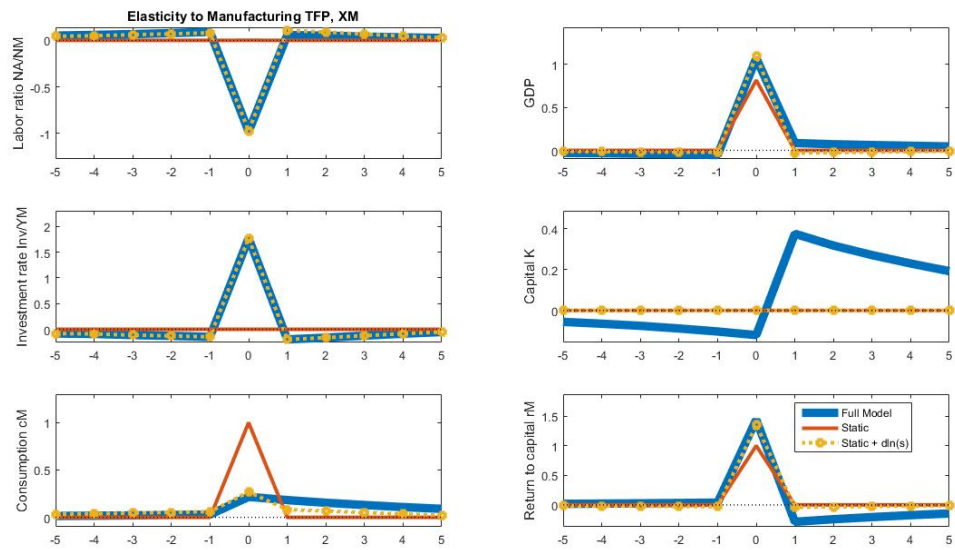 Elasticity to Manufacturing TFP, XM
Labor ratio NA/NM
0
-0.5
-1
-5 -4 -3 -2 -1 0 1 2 3 4 5
GDP
1
0.5
0
-5 -4 -3 -2 -1 0 1 2 3 4 5
Investment rate Inv/YM
2
1.5
1
0.5
0
-5 -4 -3 -2 -1 0 1 2 3 4 5
Capital K
0.4
0.2
0
-5 -4 -3 -2 -1 0 1 2 3 4 5
Consumption cM
1
0.5
0
-5 -4 -3 -2 -1 0 1 2 3 4 5
Return to capital rM
1.5
1
0.5
0
-5 -4 -3 -2 -1 0 1 2 3 4 5
Full Model
Static
Static + dln(s)